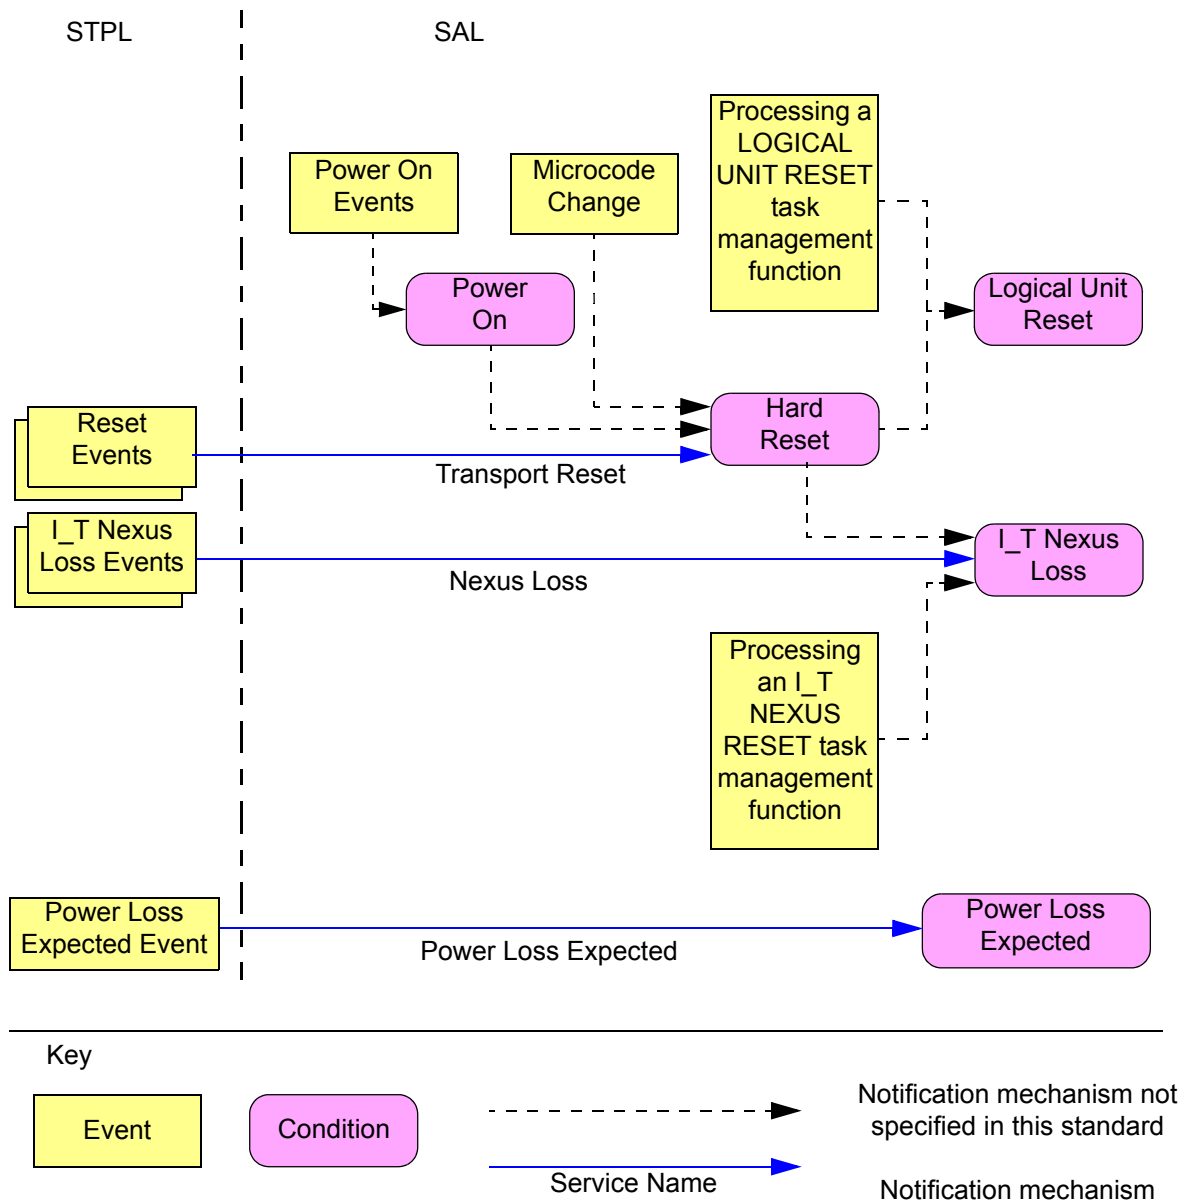 STPL
SAL
Processing a
LOGICAL
UNIT RESET
task
management
function
Power On
Events
Microcode
Change
Power
On
Logical Unit
Reset
Reset
Events
Transport Reset
Hard
Reset
I_T Nexus
Loss Events
Nexus Loss
I_T Nexus
Loss
Processing
an I_T
NEXUS
RESET task
management
function
Power Loss
Expected Event
Power Loss Expected
Power Loss
Expected
Key
Event
Condition
Notification mechanism not
specified in this standard
Service Name
Notification mechanism